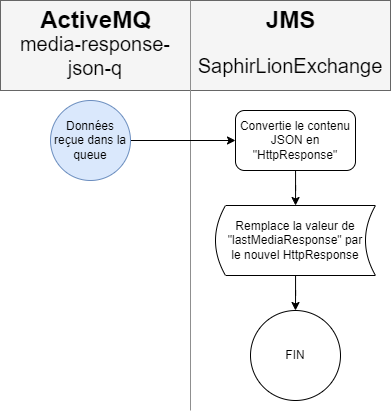 ActiveMQ
media-response-
json-q
JMS
SaphirLionExchange
Données
reçue dans la
queue
Convertie le contenu
JSON en
"HttpResponse"
Remplace la valeur de
"lastMediaResponse" par
le nouvel HttpResponse
FIN